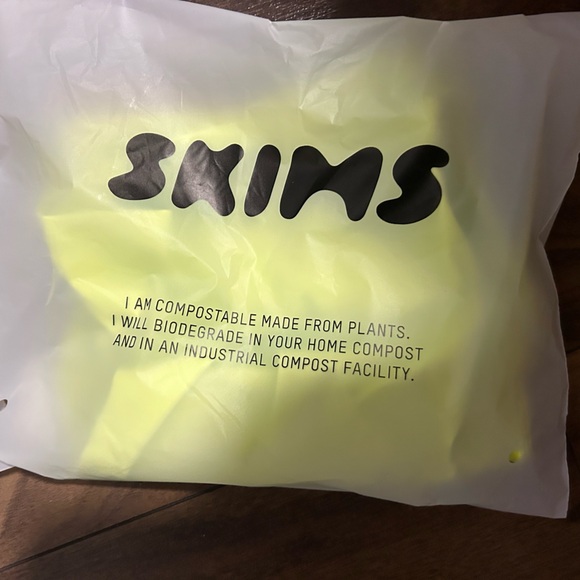 SKIMS
I AM COMPOSTABLE MADE FROM PLANTS.
I WILL BIODEGRADE IN YOUR HOME COMPOST
AND IN AN INDUSTRIAL COMPOST FACILITY.